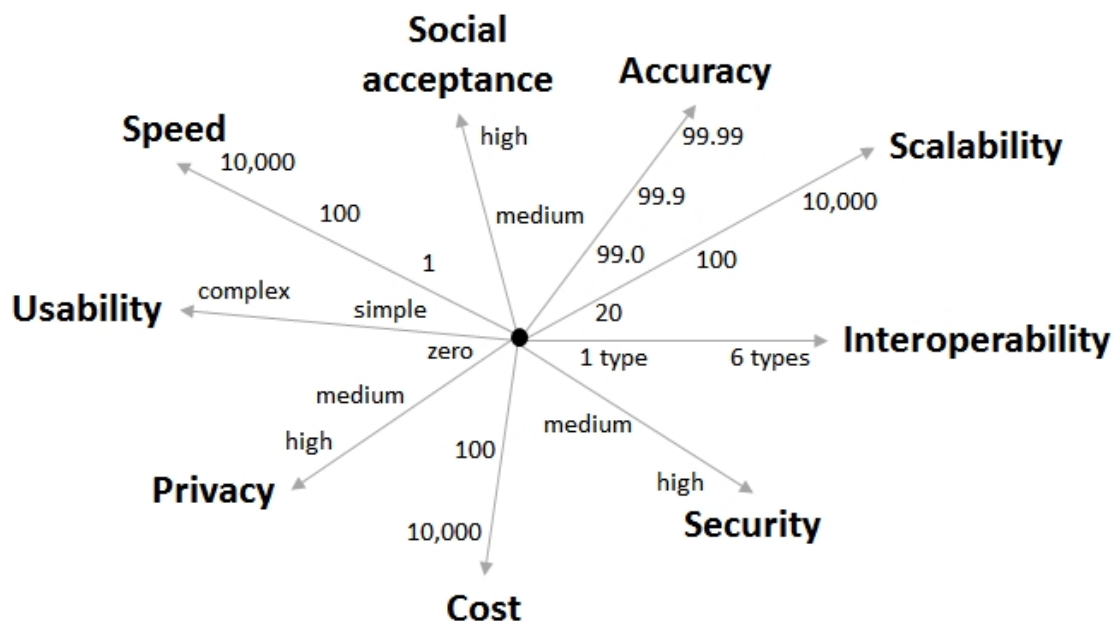 Social
acceptance
Accuracy
Speed
high
99.99
Scalability
10,000
99.9
10,000
100
medium
1
99.0
100
complex
Usability
simple
20
Interoperability
zero
1 type
6 types
medium
medium
high
100
high
Privacy
Security
10,000
Cost